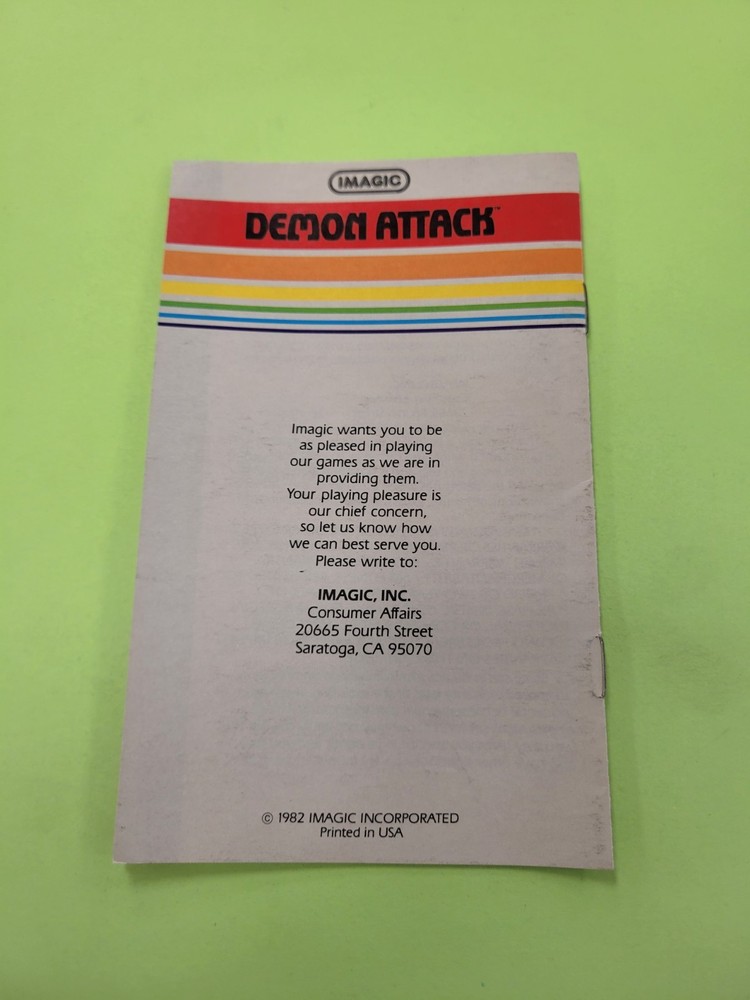 IMAGIC
DEMON ATTACK™
Imagic wants you to be
as pleased in playing
our games as we are in
providing them.
Your playing pleasure is
our chief concern,
so let us know how
we can best serve you.
Please write to:
IMAGIC, INC.
Consumer Affairs
20665 Fourth Street
Saratoga, CA 95070
© 1982 IMAGIC INCORPORATED
Printed in USA